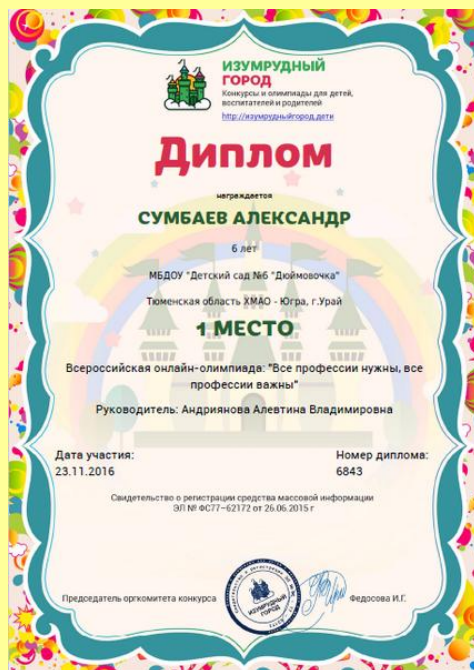 ИЗУМРУДНЫЙ
ГОРОД
Конкурсы и олимпиады для детей,
воспитателей и родителей
http://изумрудныйгород.дети
Диплом
награждается
СУМБАЕВ АЛЕКСАНДР
6 лет
МБДОУ "Детский сад №6 "Дюймовочка"
Тюменская область ХМАО - Югра, г.Урай
1 МЕСТО
Всероссийская онлайн-олимпиада: "Все профессии нужны, все
профессии важны"
Руководитель: Андриянова Алевтина Владимировна
Дата участия:
23.11.2016
Номер диплома:
6843
Свидетельство о регистрации средства массовой информации
ЭЛ № ФС77-62172 от 26.06.2015 г
Председатель оргкомитета конкурса
ИЗУМРУДНЫЙ
ГОРОД
Федосова И.Г.